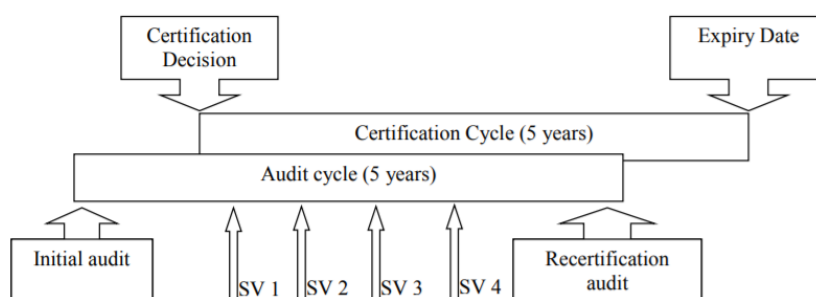 Certification
Decision
Expiry Date
Certification Cycle (5 years)
Audit cycle (5 years)
Initial audit
SV 1
SV 2
SV 3
SV 4
Recertification
audit